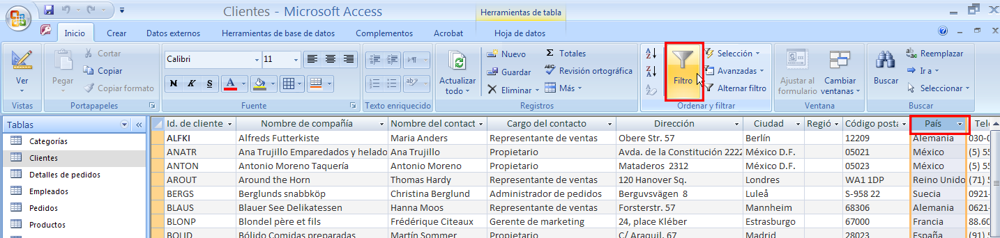 Clientes - Microsoft Access
Herramientas de tabla
Inicio Crear Datos externos Herramientas de base de datos Complementos Acrobat Hoja de datos
Ver
Vistas
Pegar
Cortar
Copiar
Copiar formato
Portapapeles
Calibri 11
N K S A
Fuente
ab
Texto enriquecido
Actualizar todo
Nuevo
Guardar
Eliminar
Σ Totales
ABC Revisión ortográfica
Más
Registros
A Z
Z A
Filtro
Selección
Avanzadas
Alternar filtro
Ordenar y filtrar
Ajustar al formulario
Cambiar ventanas
Ventana
Buscar
Reemplazar
Ir a
Seleccionar
Buscar
Tablas
Categorías
Clientes
Detalles de pedidos
Empleados
Pedidos
Productos
Id. de cliente Nombre de compañía Nombre del contact Cargo del contacto Dirección Ciudad Regió Código posta País Tel
ALFKI Alfreds Futterkiste Maria Anders Representante de ventas Obere Str. 57 Berlín 12209 Alemania 030-0
ANATR Ana Trujillo Emparedados y helado Ana Trujillo Propietario Avda. de la Constitución 2222 México D.F. 05021 México (5) 55
ANTON Antonio Moreno Taquería Antonio Moreno Propietario Mataderos 2312 México D.F. 05023 México (5) 55
AROUT Around the Horn Thomas Hardy Representante de ventas 120 Hanover Sq. Londres WA1 1DP Reino Unido (71) 5
BERGS Berglunds snabbköp Christina Berglund Administrador de pedidos Berguvsvägen 8 Luleå S-958 22 Suecia 0921-
BLAUS Blauer See Delikatessen Hanna Moos Representante de ventas Forsterstr. 57 Mannheim 68306 Alemania 0621-
BLONP Blondel père et fils Frédérique Citeaux Gerente de marketing 24, place Kléber Estrasburgo 67000 Francia 88.60
BOLID Bólido Comidas preparadas Martín Sommer Propietario C/ Araquil, 67 Madrid 28023 España (91) 5